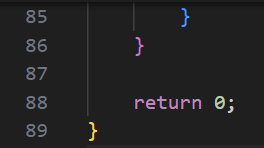 85             }
86         }
87
88         return 0;
89     }